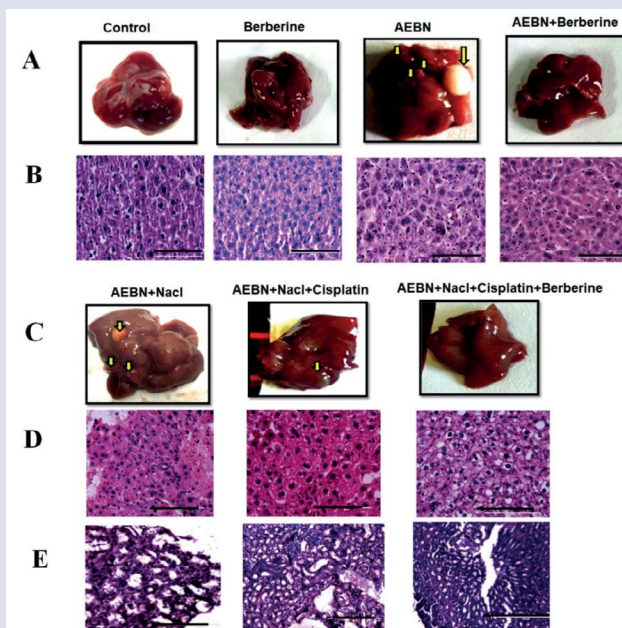 Control Berberine AEBN AEBN+Berberine
A
B
AEBN+Nacl AEBN+Nacl+Cisplatin AEBN+Nacl+Cisplatin+Berberine
C
D
E